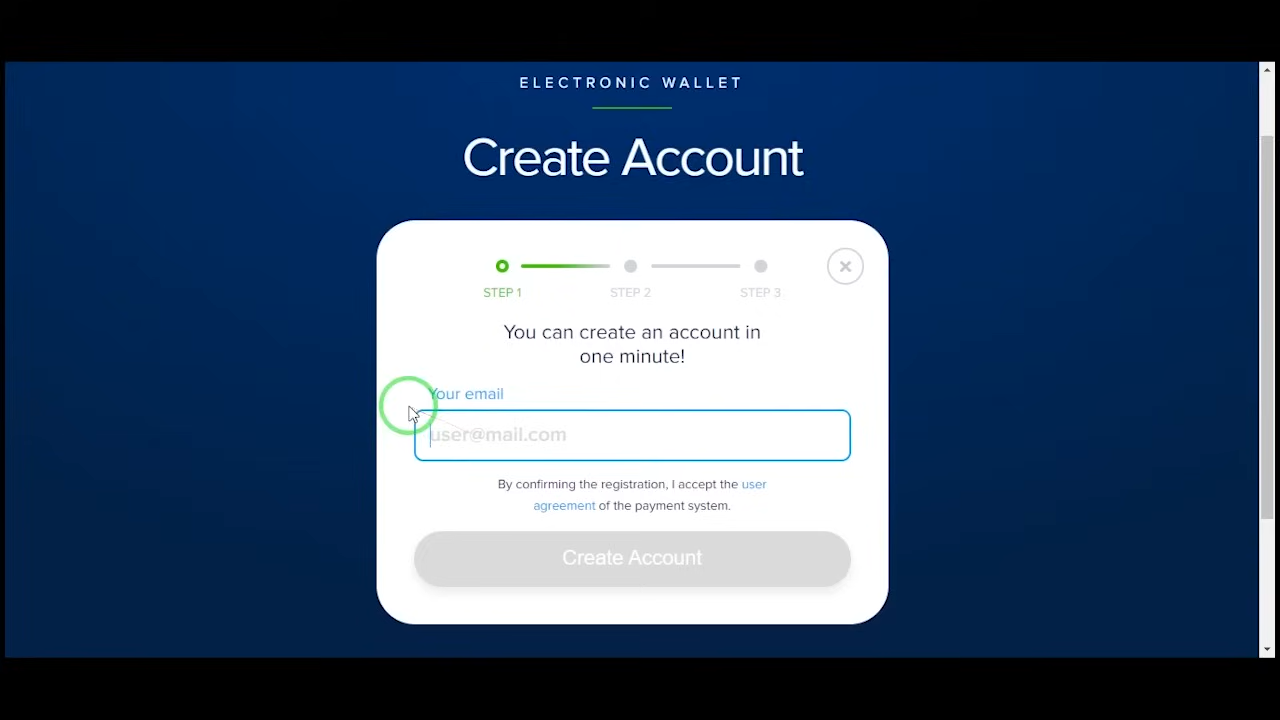 ELECTRONIC WALLET
Create Account
STEP 1
STEP 2
STEP 3
You can create an account in
one minute!
Your email
user@mail.com
By confirming the registration, I accept the user
agreement of the payment system.
Create Account